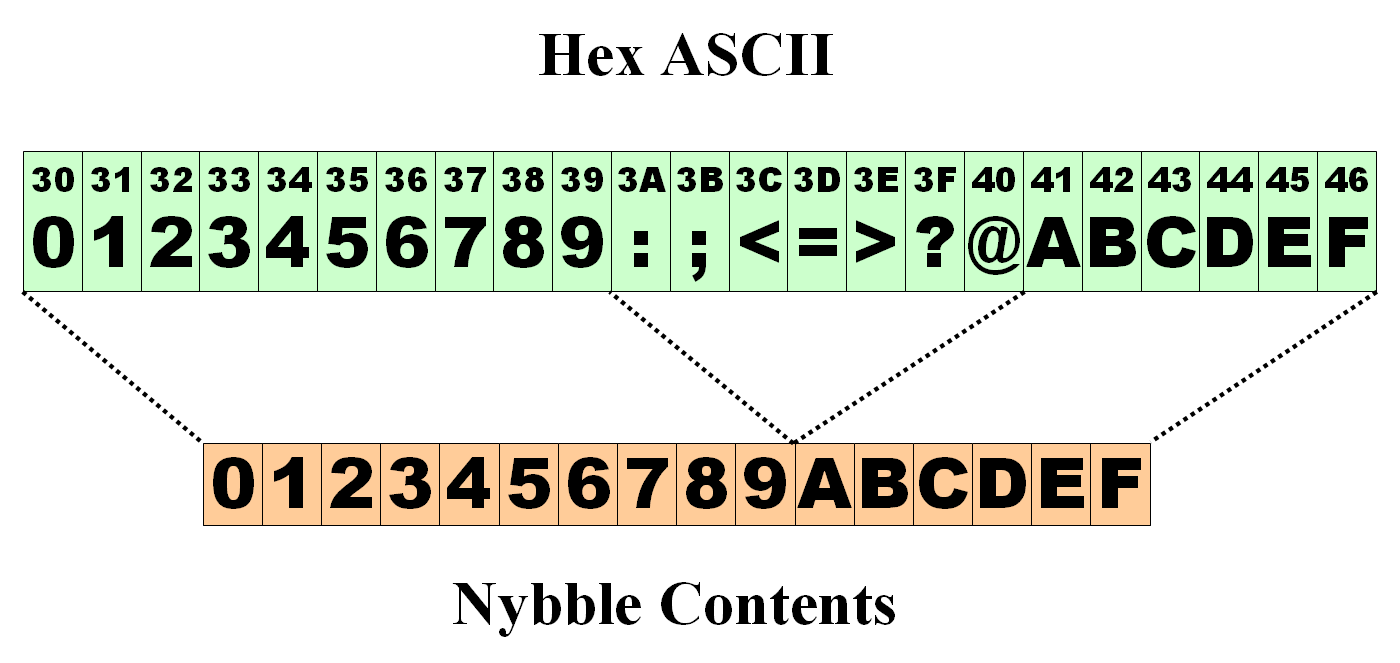 Hex ASCII
30 31 32 33 34 35 36 37 38 39 3A 3B 3C 3D 3E 3F 40 41 42 43 44 45 46
0 1 2 3 4 5 6 7 8 9 : ; < = > ? @ A B C D E F
0 1 2 3 4 5 6 7 8 9 A B C D E F
Nybble Contents